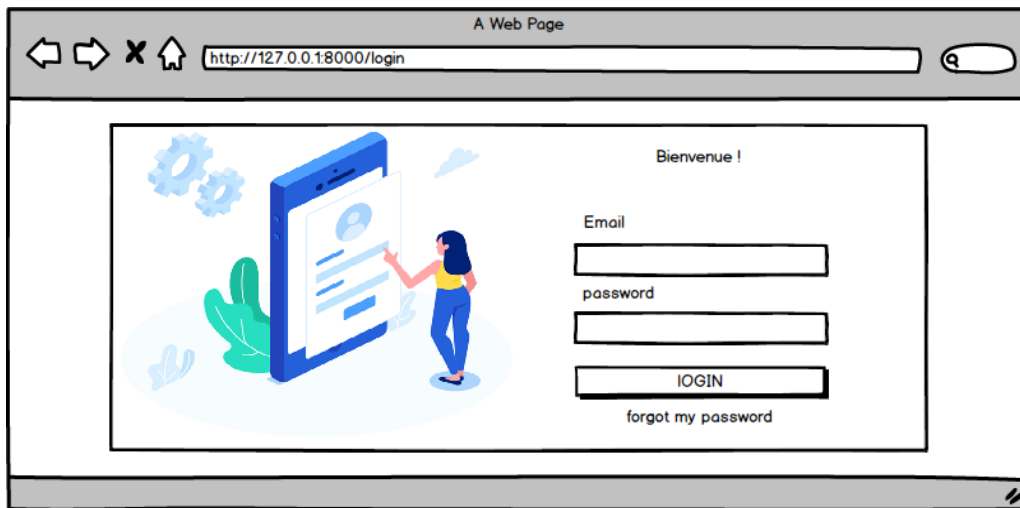 A Web Page
http://127.0.0.1:8000/login
Bienvenue !
Email
password
lOGIN
forgot my password